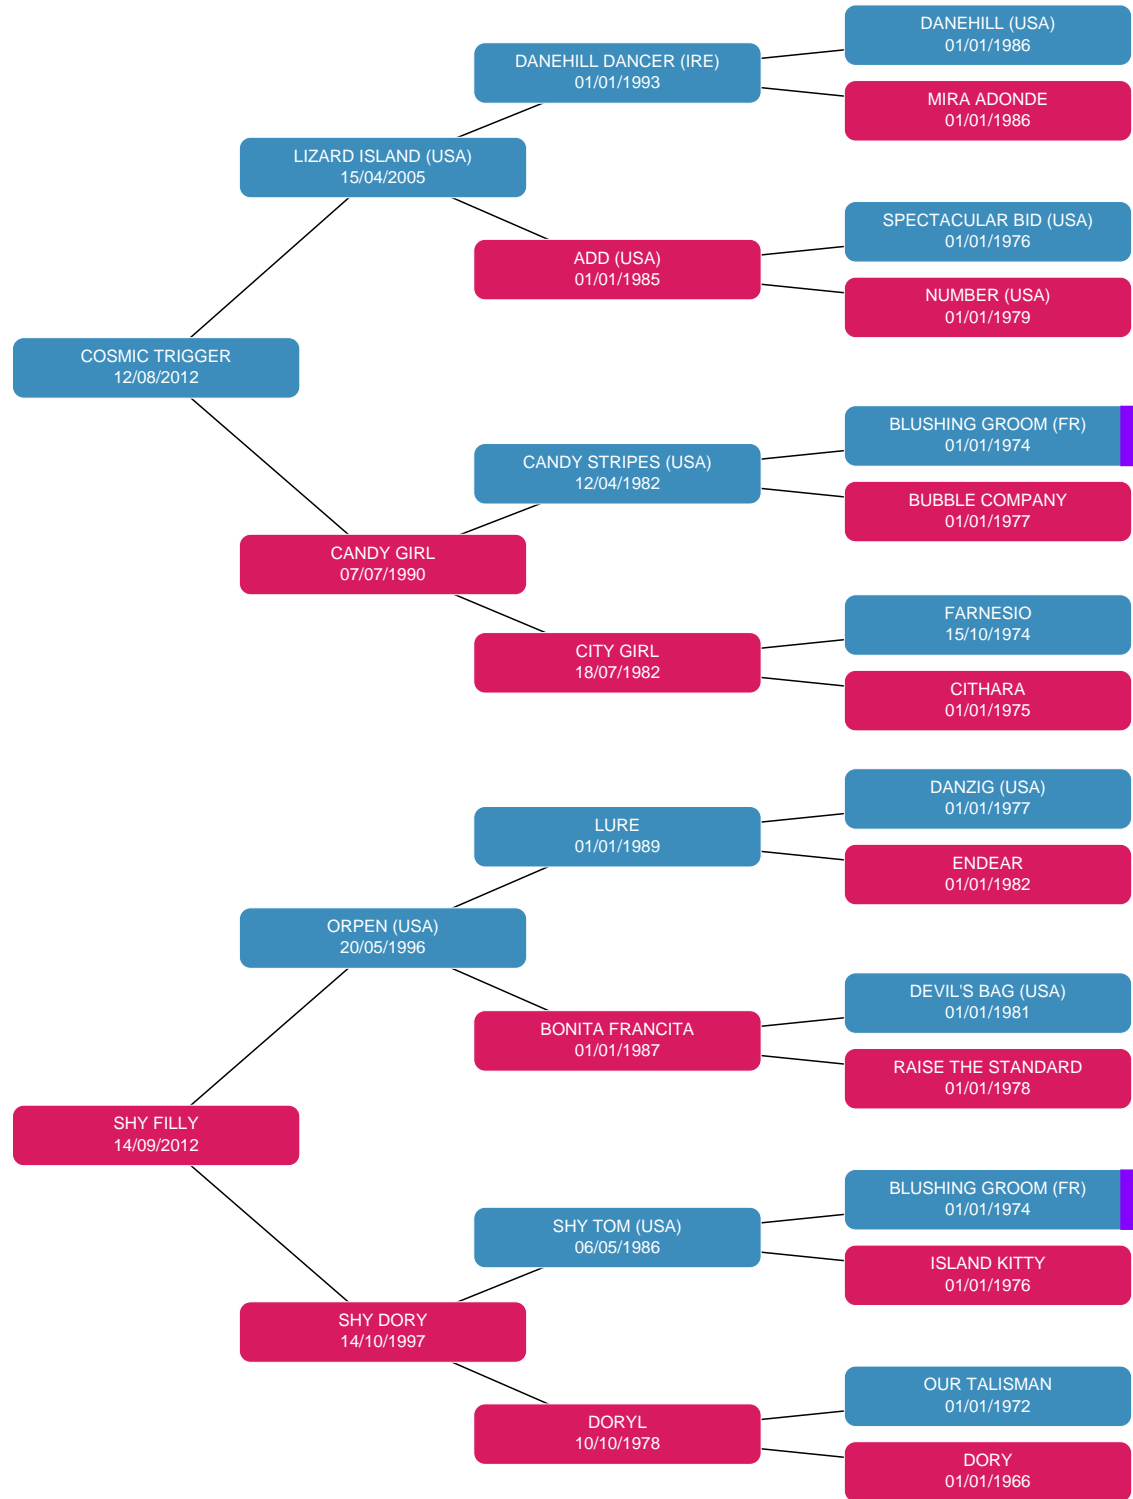 DANEHILL (USA)
01/01/1986
DANEHILL DANCER (IRE)
01/01/1993
MIRA ADONDE
01/01/1986
LIZARD ISLAND (USA)
15/04/2005
SPECTACULAR BID (USA)
01/01/1976
ADD (USA)
01/01/1985
NUMBER (USA)
01/01/1979
COSMIC TRIGGER
12/08/2012
BLUSHING GROOM (FR)
01/01/1974
CANDY STRIPES (USA)
12/04/1982
BUBBLE COMPANY
01/01/1977
CANDY GIRL
07/07/1990
FARNESIO
15/10/1974
CITY GIRL
18/07/1982
CITHARA
01/01/1975
DANZIG (USA)
01/01/1977
LURE
01/01/1989
ENDEAR
01/01/1982
ORPEN (USA)
20/05/1996
DEVIL'S BAG (USA)
01/01/1981
BONITA FRANCITA
01/01/1987
RAISE THE STANDARD
01/01/1978
SHY FILLY
14/09/2012
BLUSHING GROOM (FR)
01/01/1974
SHY TOM (USA)
06/05/1986
ISLAND KITTY
01/01/1976
SHY DORY
14/10/1997
OUR TALISMAN
01/01/1972
DORYL
10/10/1978
DORY
01/01/1966